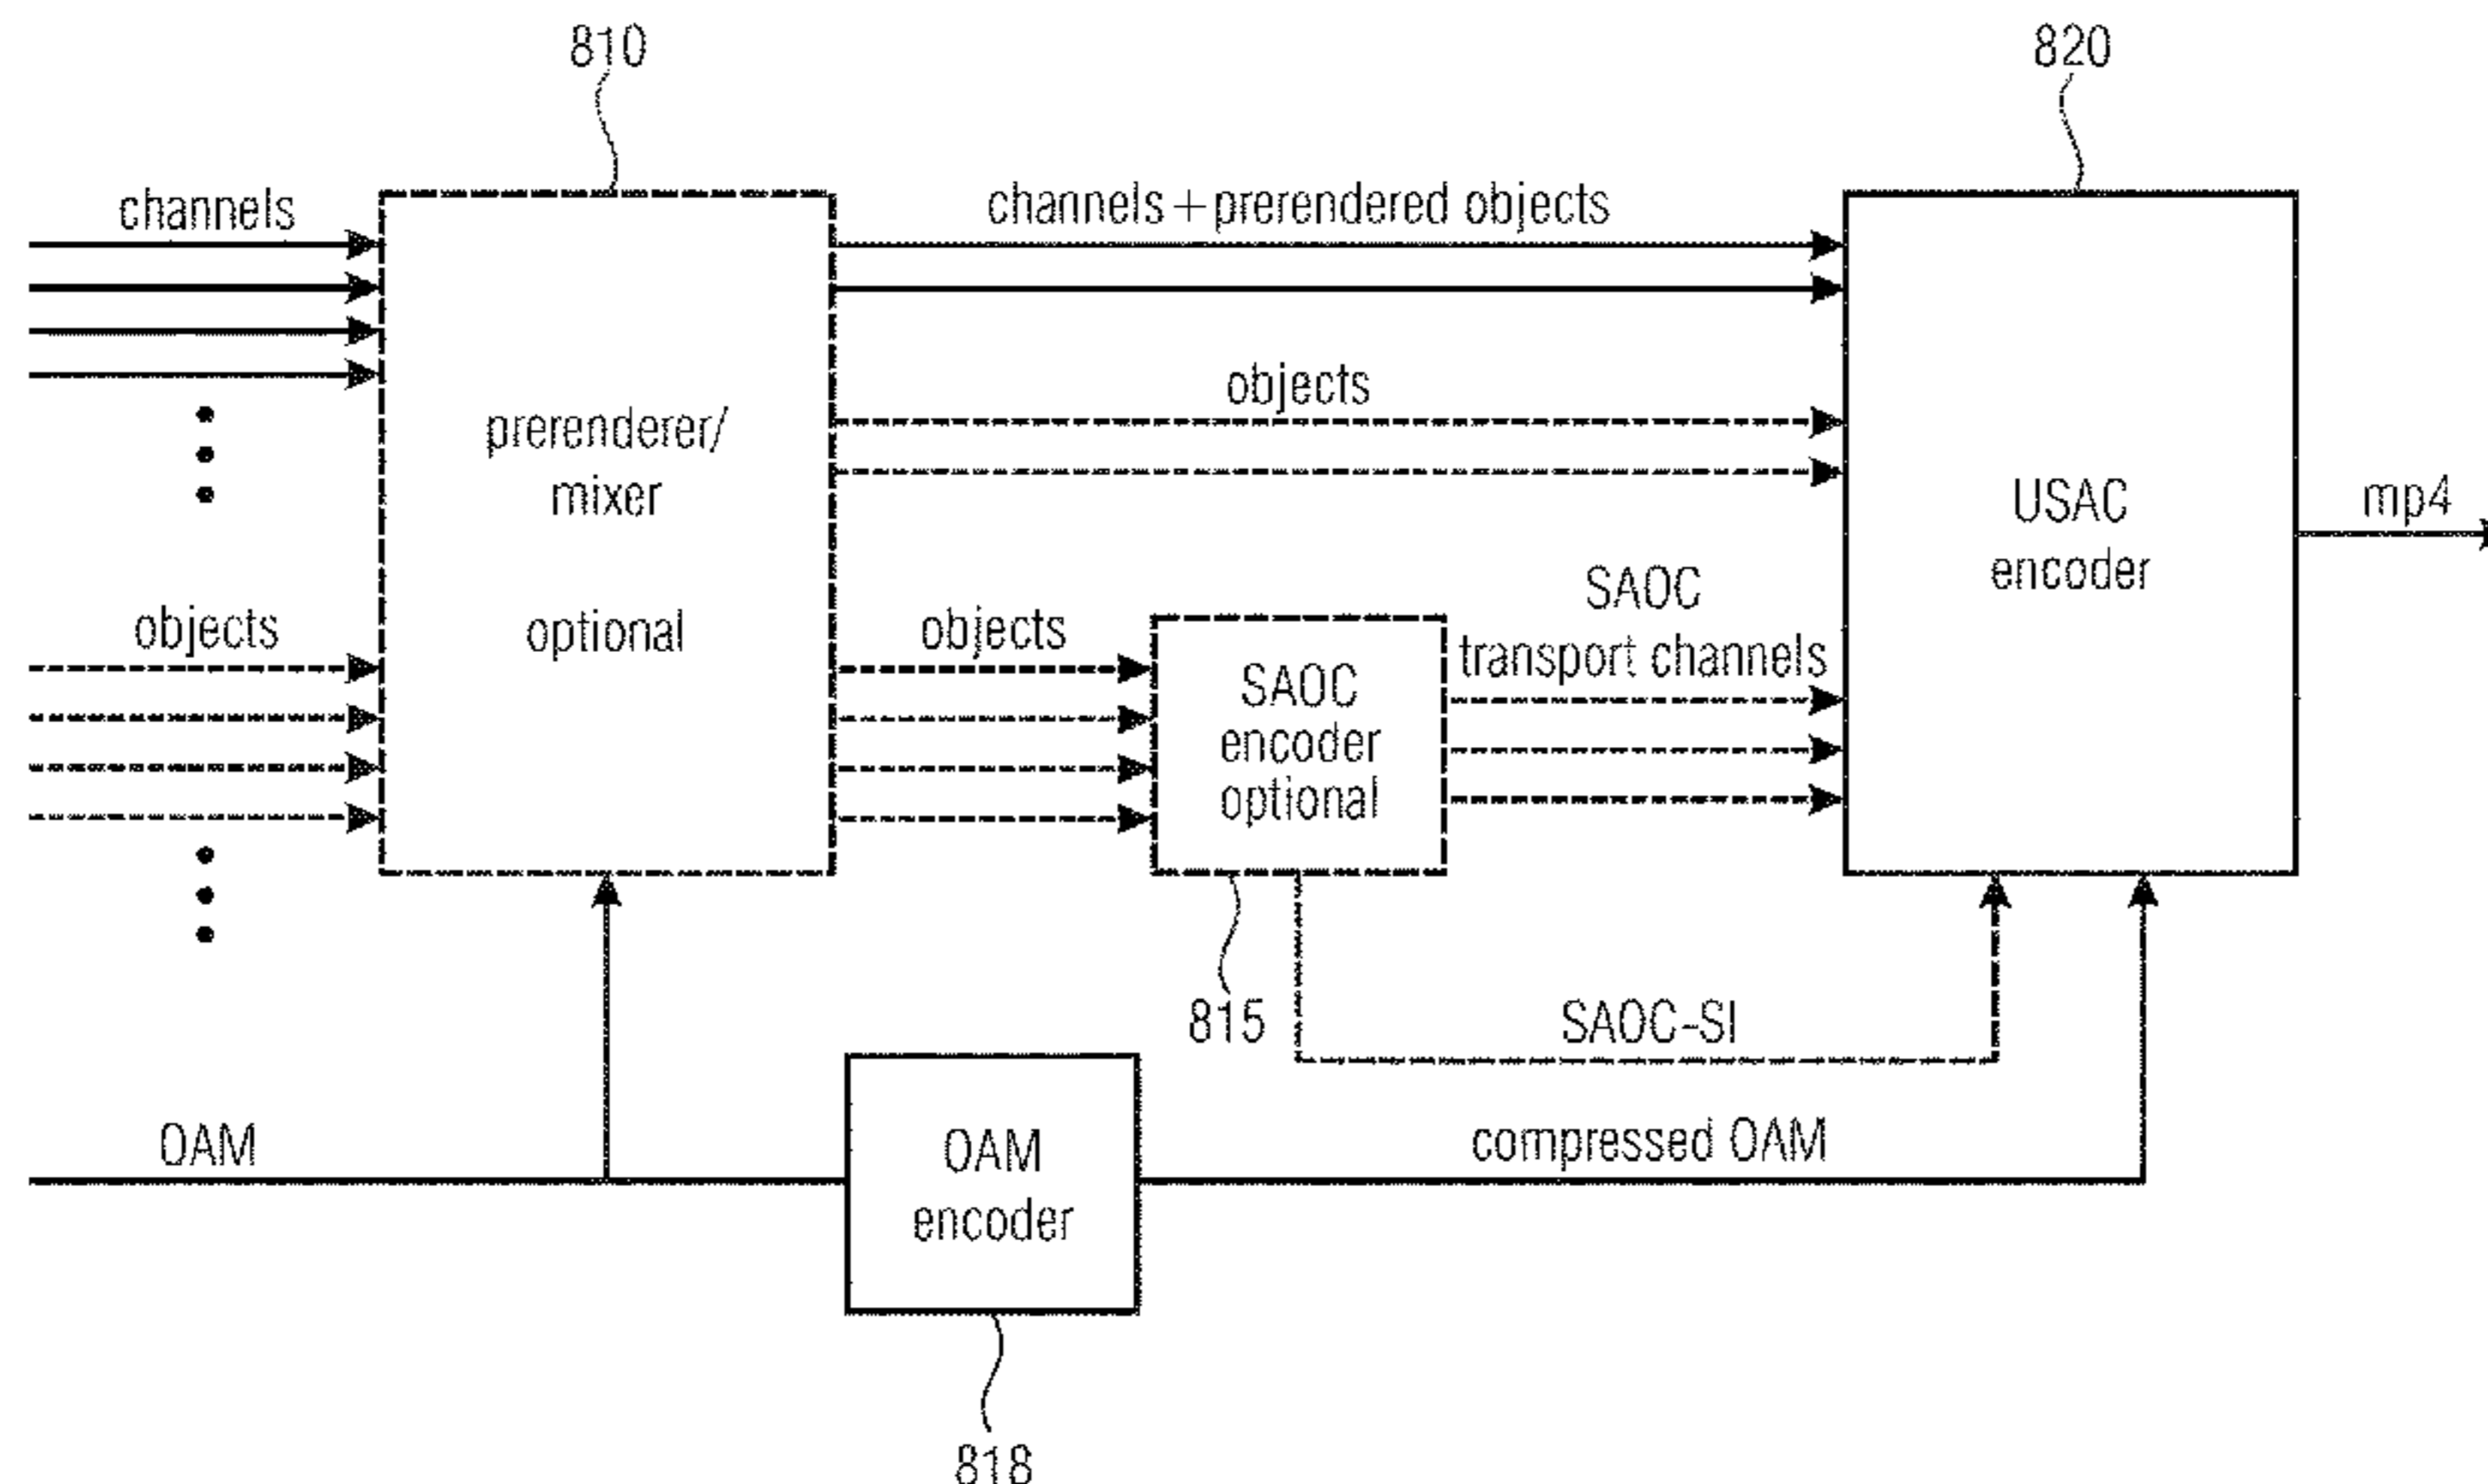 810
820
channels
channels+prerendered objects
objects
prerenderer/
mixer
optional
USAC
encoder
mp4
objects
objects
SAOC
transport channels
SAOC
encoder
optional
815
SAOC-SI
OAM
OAM
encoder
compressed OAM
818